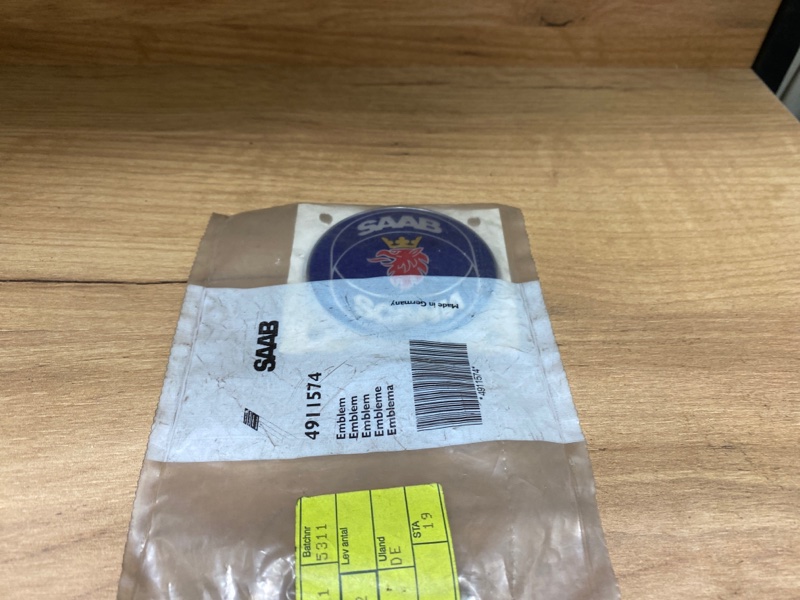 SAAB
Made in Germany
SAAB
4911574
Emblem
Emblem
Emblem
Embleme
Emblema
*4911574*
Batchnr
5311
Lev antal
Uland
DE
STA
19